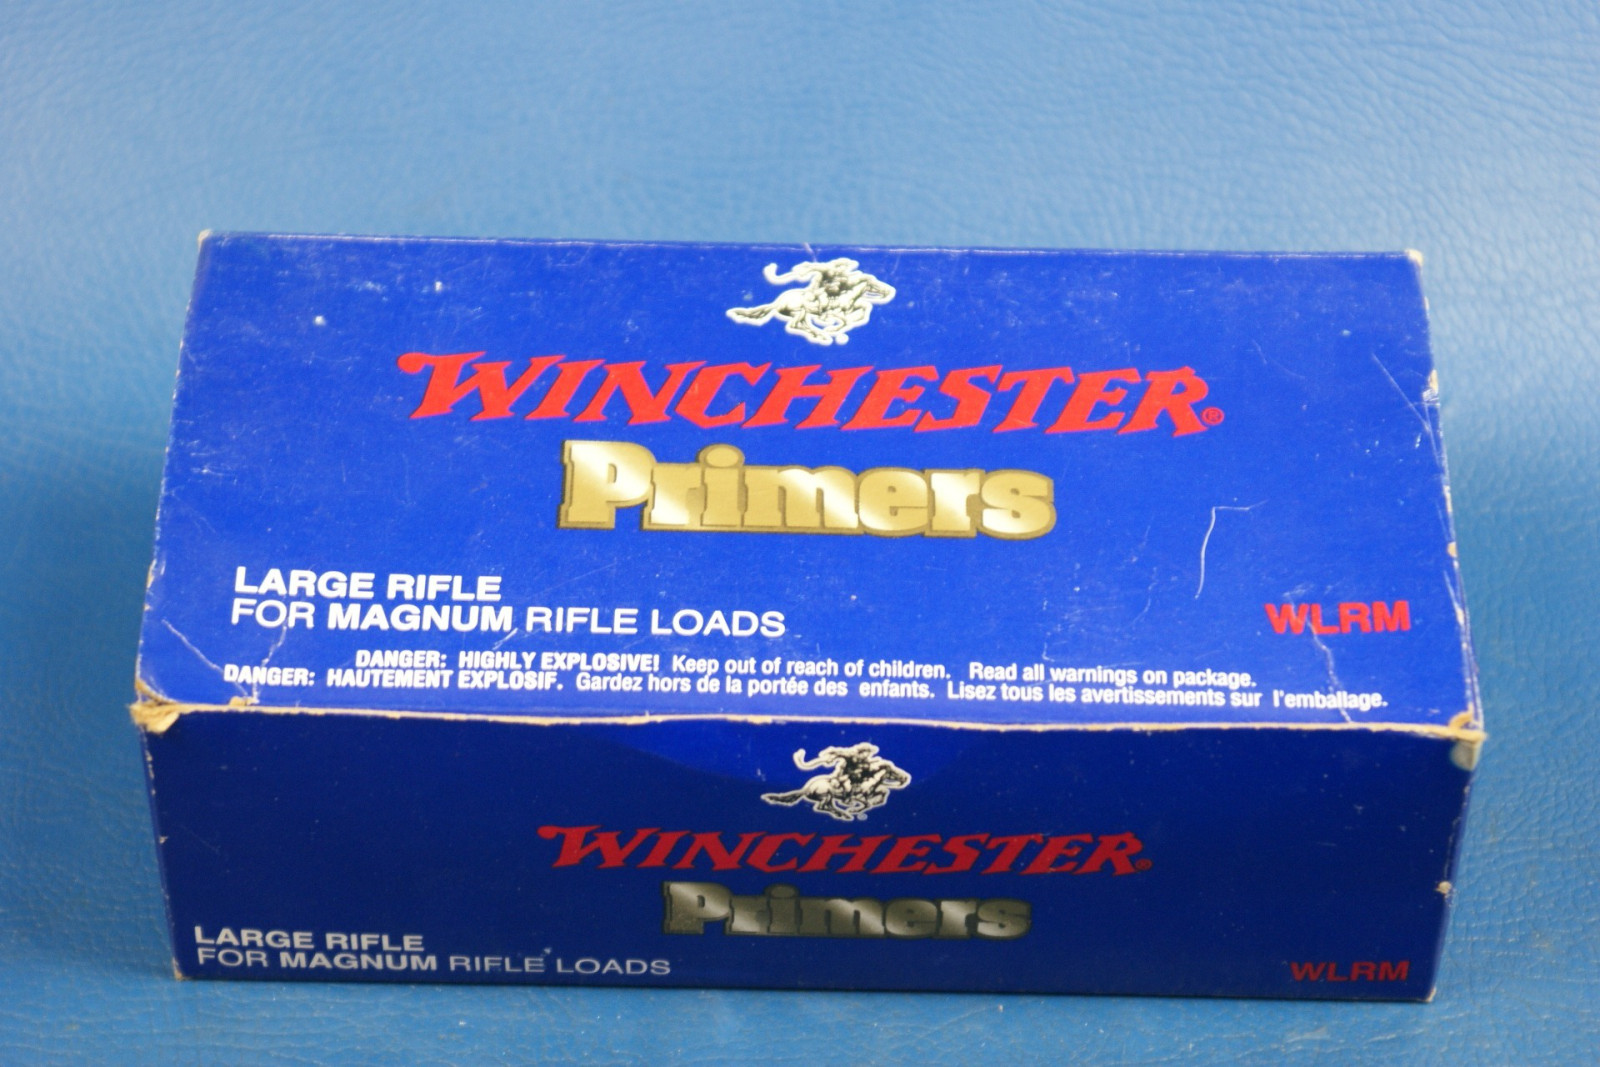 WINCHESTER®
Primers
LARGE RIFLE
FOR MAGNUM RIFLE LOADS
WLRM
DANGER: HIGHLY EXPLOSIVE! Keep out of reach of children. Read all warnings on package.
DANGER: HAUTEMENT EXPLOSIF. Gardez hors de la portée des enfants. Lisez tous les avertissements sur l'emballage.
WINCHESTER®
Primers
LARGE RIFLE
FOR MAGNUM RIFLE LOADS
WLRM